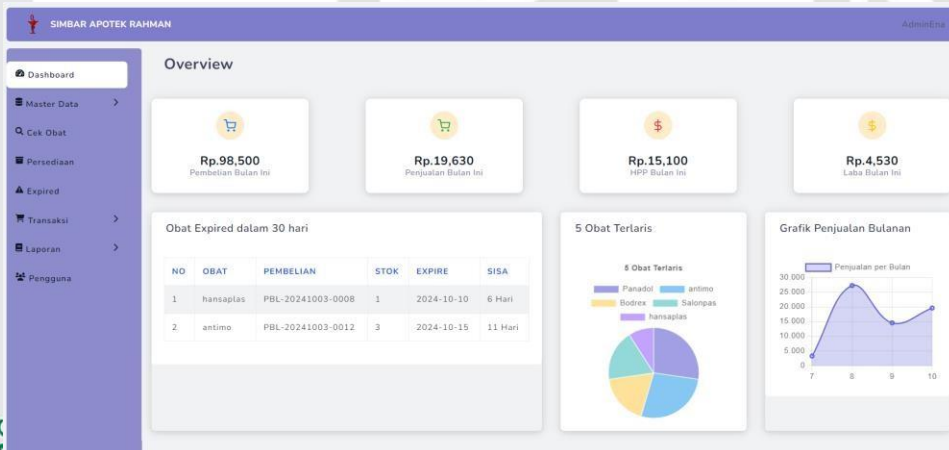 SIMBAR APOTEK RAHMAN
AdminEna
Dashboard
Master Data
Cek Obat
Persediaan
Expired
Transaksi
Laporan
Pengguna
Overview
Rp.98,500
Pembelian Bulan Ini
Rp.19,630
Penjualan Bulan Ini
Rp.15,100
HPP Bulan Ini
Rp.4,530
Laba Bulan Ini
Obat Expired dalam 30 hari
NO OBAT PEMBELIAN STOK EXPIRE SISA
1 hansaplas PBL-20241003-0008 1 2024-10-10 6 Hari
2 antimo PBL-20241003-0012 3 2024-10-15 11 Hari
5 Obat Terlaris
5 Obat Terlaris
Panadol antimo
Bodrex Salonpas
hansaplas
Grafik Penjualan Bulanan
Penjualan per Bulan
30.000
25.000
20.000
15.000
10.000
5.000
0
7 8 9 10